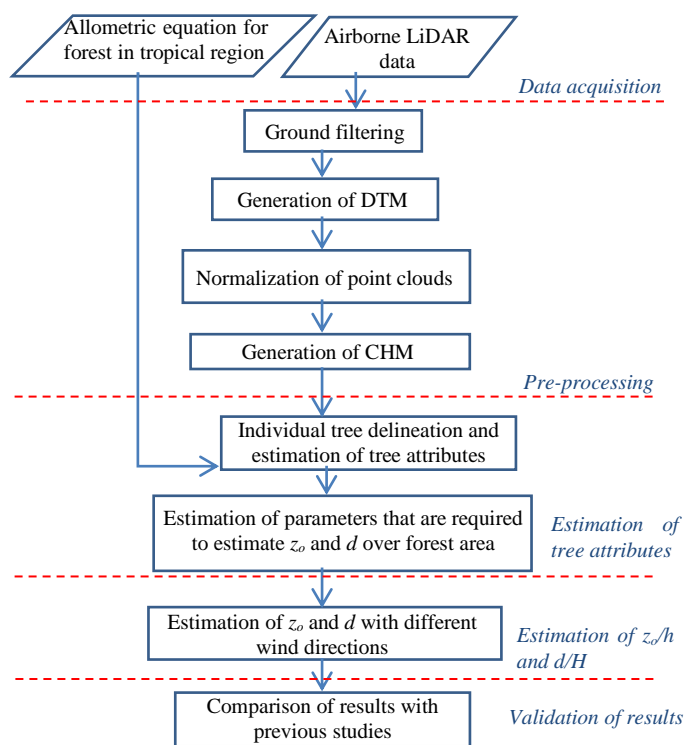 Allometric equation for
forest in tropical region
Airborne LiDAR
data
Data acquisition
Ground filtering
Generation of DTM
Normalization of point clouds
Generation of CHM
Pre-processing
Individual tree delineation and
estimation of tree attributes
Estimation of parameters that are required
to estimate zo and d over forest area
Estimation of
tree attributes
Estimation of zo and d with different
wind directions
Estimation of zo/h
and d/H
Comparison of results with
previous studies
Validation of results